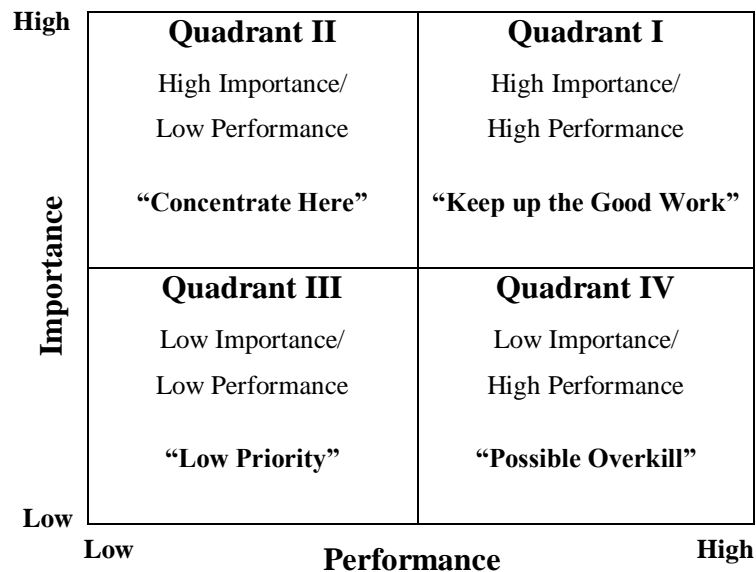 High
Quadrant II
High Importance/
Low Performance
“Concentrate Here”
Quadrant I
High Importance/
High Performance
“Keep up the Good Work”
Importance
Quadrant III
Low Importance/
Low Performance
“Low Priority”
Quadrant IV
Low Importance/
High Performance
“Possible Overkill”
Low
Low
Performance
High